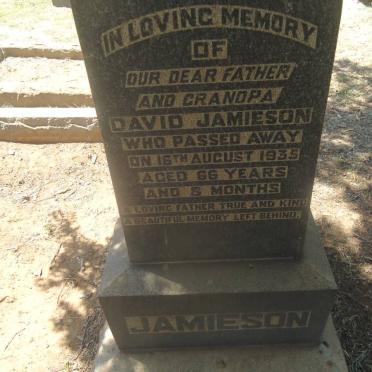 IN LOVING MEMORY
OF
OUR DEAR FATHER
AND GRANDPA
DAVID JAMIESON
WHO PASSED AWAY
ON 16TH AUGUST 1935
AGED 66 YEARS
AND 5 MONTHS
A LOVING FATHER TRUE AND KIND
A BEAUTIFUL MEMORY LEFT BEHIND.
JAMIESON